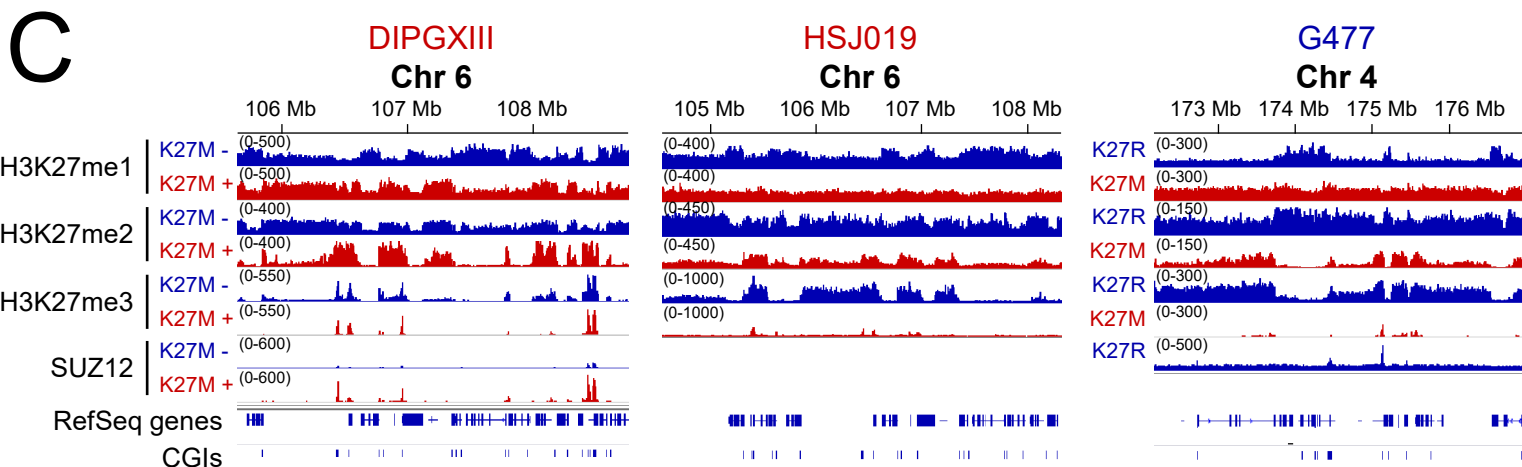 C
DIPGXIII HSJ019 G477
Chr 6 Chr 6 Chr 4
106 Mb 107 Mb 108 Mb 105 Mb 106 Mb 107 Mb 108 Mb 173 Mb 174 Mb 175 Mb 176 Mb
H3K27me1
K27M - (0-500) (0-400) K27R (0-300)
K27M + (0-500) (0-400) K27M (0-300)
H3K27me2
K27M - (0-400) (0-450) K27R (0-150)
K27M + (0-400) (0-450) K27M (0-150)
H3K27me3
K27M - (0-550) (0-1000) K27R (0-300)
K27M + (0-550) (0-1000) K27M (0-300)
SUZ12
K27M - (0-600) K27R (0-500)
K27M + (0-600)
RefSeq genes
CGIs